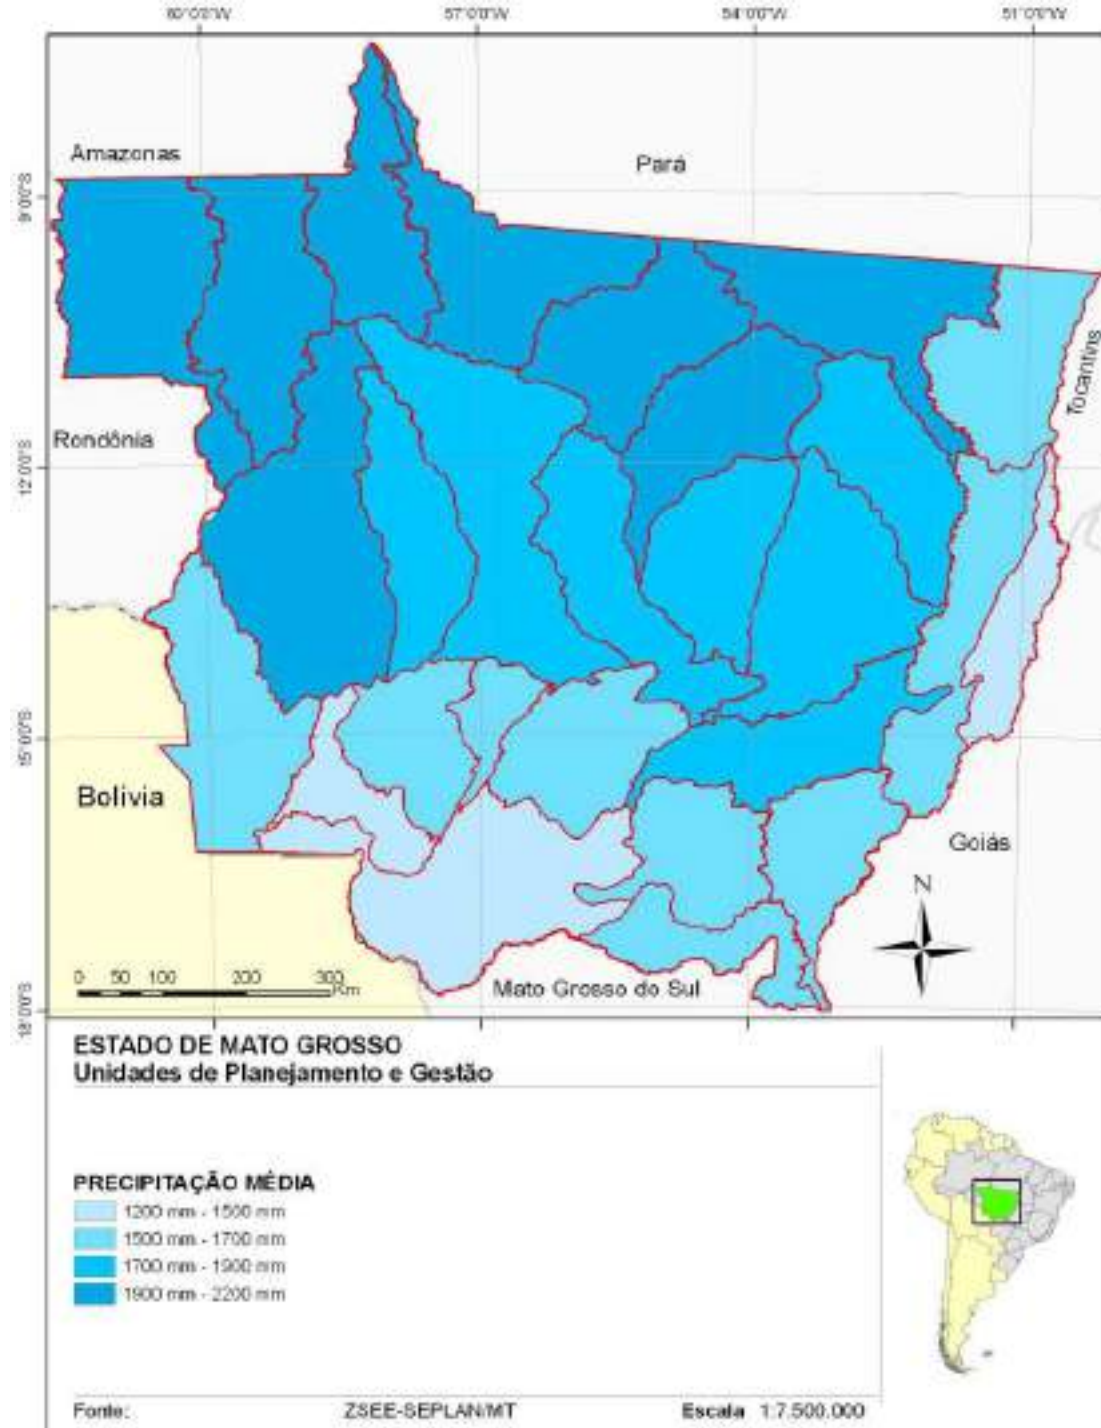 60°0'0"W 57°0'0"W 54°0'0"W 51°0'0"W
Amazonas
Pará
9°0'0"S
Tocantins
Rondônia
12°0'0"S
15°0'0"S
Bolívia
Goiás
N
0 50 100 200 300
Km
Mato Grosso do Sul
18°0'0"S
ESTADO DE MATO GROSSO
Unidades de Planejamento e Gestão
PRECIPITAÇÃO MÉDIA
1200 mm - 1500 mm
1500 mm - 1700 mm
1700 mm - 1900 mm
1900 mm - 2200 mm
Fonte: ZSEE-SEPLAN/MT Escala 1:7.500.000